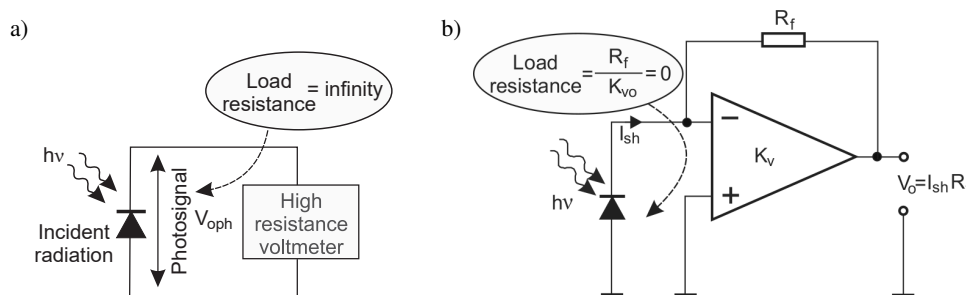 a)
Load
resistance = infinity
hν
Photosignal
V_oph
Incident
radiation
High
resistance
voltmeter
b)
R_f
Load
resistance = R_f / K_vo = 0
I_sh
−
K_v
+
hν
V_o=I_sh R